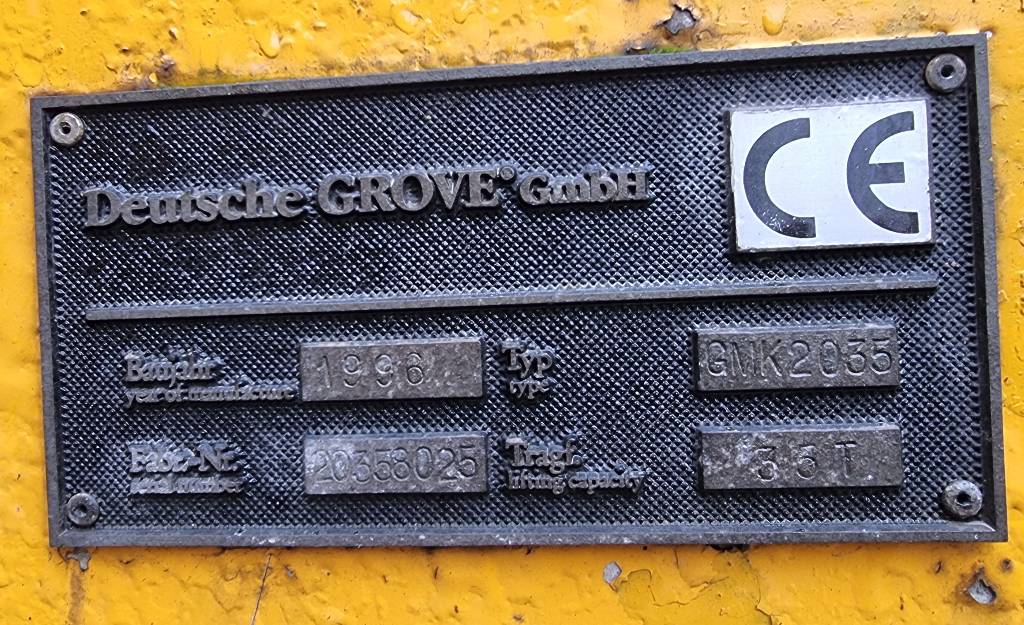 Deutsche GROVE® GmbH
CE
Baujahr 1996 Typ GMK2035
year of manufacture type
Fabr.-Nr. 20358025 Tragf. 33T
serial number lifting capacity